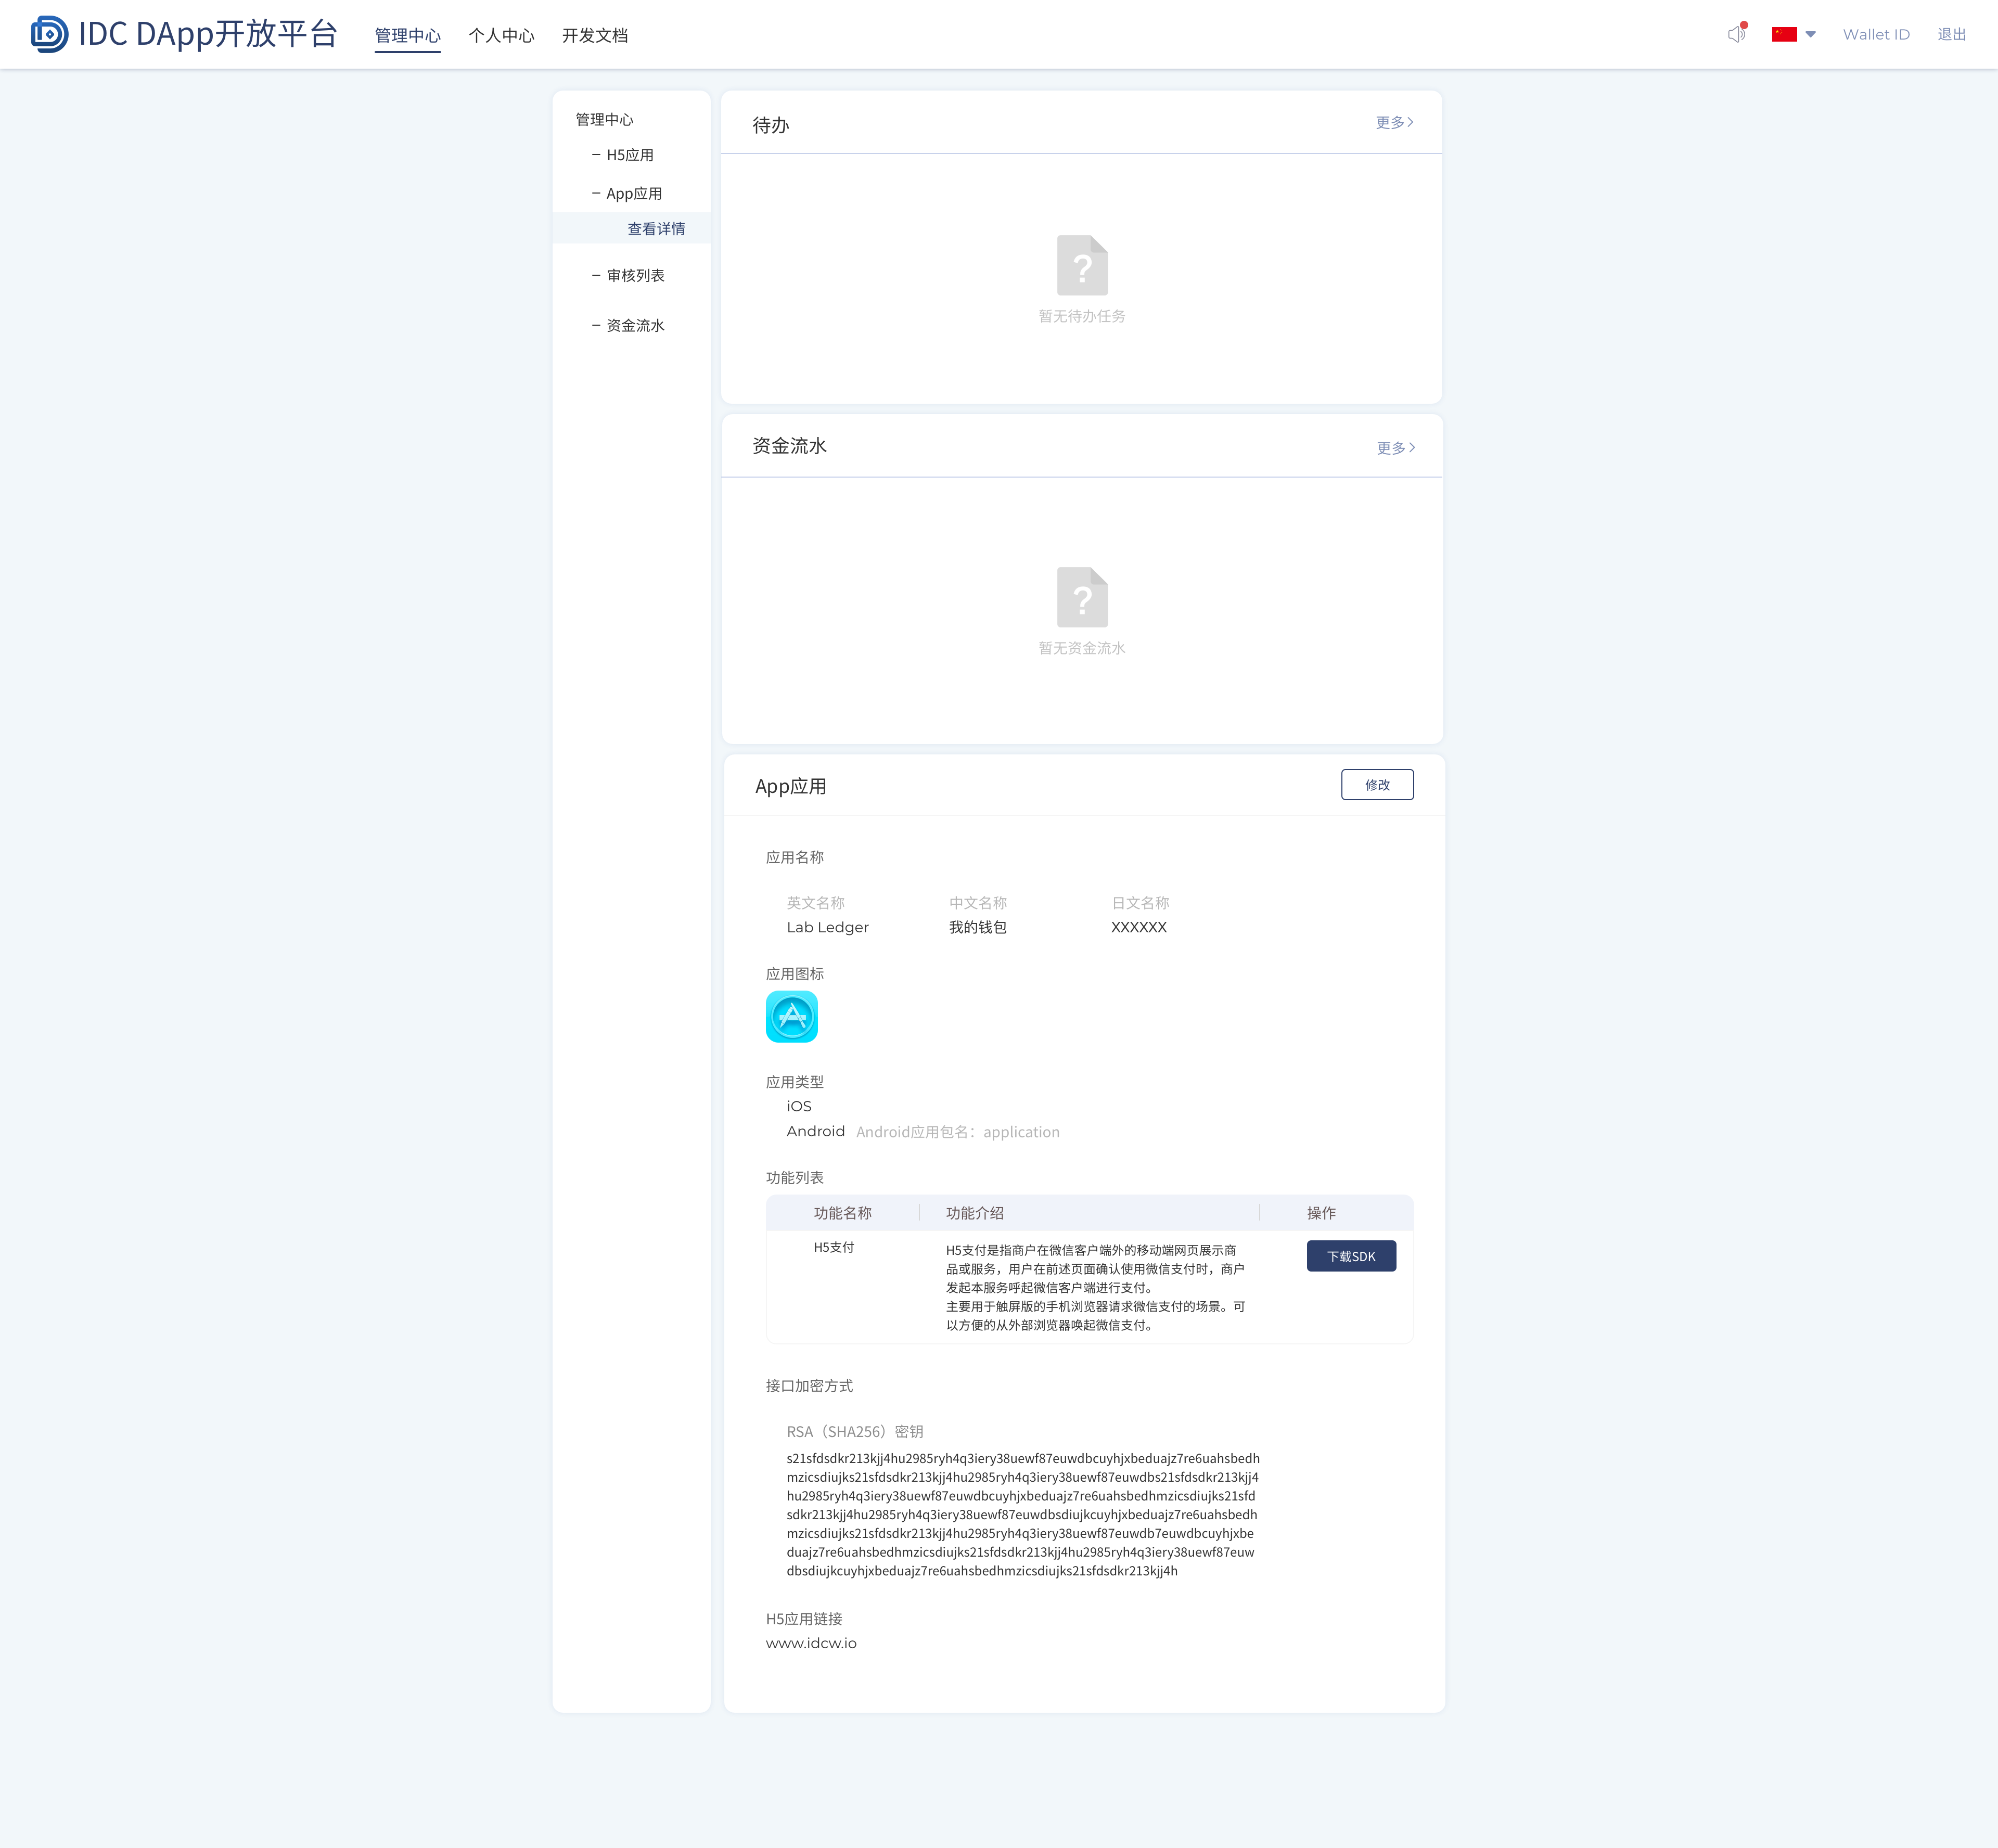 IDC DApp开放平台
管理中心
个人中心
开发文档
Wallet ID
退出
管理中心
H5应用
App应用
查看详情
审核列表
资金流水
待办
更多
暂无待办任务
资金流水
更多
暂无资金流水
App应用
修改
应用名称
英文名称 中文名称 日文名称
Lab Ledger 我的钱包 XXXXXX
应用图标
应用类型
iOS
Android Android应用包名：application
功能列表
功能名称 功能介绍 操作
H5支付
H5支付是指商户在微信客户端外的移动端网页展示商
品或服务，用户在前述页面确认使用微信支付时，商户
发起本服务呼起微信客户端进行支付。
主要用于触屏版的手机浏览器请求微信支付的场景。可
以方便的从外部浏览器唤起微信支付。
下载SDK
接口加密方式
RSA（SHA256）密钥
s21sfdsdkr213kjj4hu2985ryh4q3iery38uewf87euwdbcuyhjxbeduajz7re6uahsbedh
mzicsdiujks21sfdsdkr213kjj4hu2985ryh4q3iery38uewf87euwdbs21sfdsdkr213kjj4
hu2985ryh4q3iery38uewf87euwdbcuyhjxbeduajz7re6uahsbedhmzicsdiujks21sfd
sdkr213kjj4hu2985ryh4q3iery38uewf87euwdbsdiujkcuyhjxbeduajz7re6uahsbedh
mzicsdiujks21sfdsdkr213kjj4hu2985ryh4q3iery38uewf87euwdb7euwdbcuyhjxbe
duajz7re6uahsbedhmzicsdiujks21sfdsdkr213kjj4hu2985ryh4q3iery38uewf87euw
dbsdiujkcuyhjxbeduajz7re6uahsbedhmzicsdiujks21sfdsdkr213kjj4h
H5应用链接
www.idcw.io